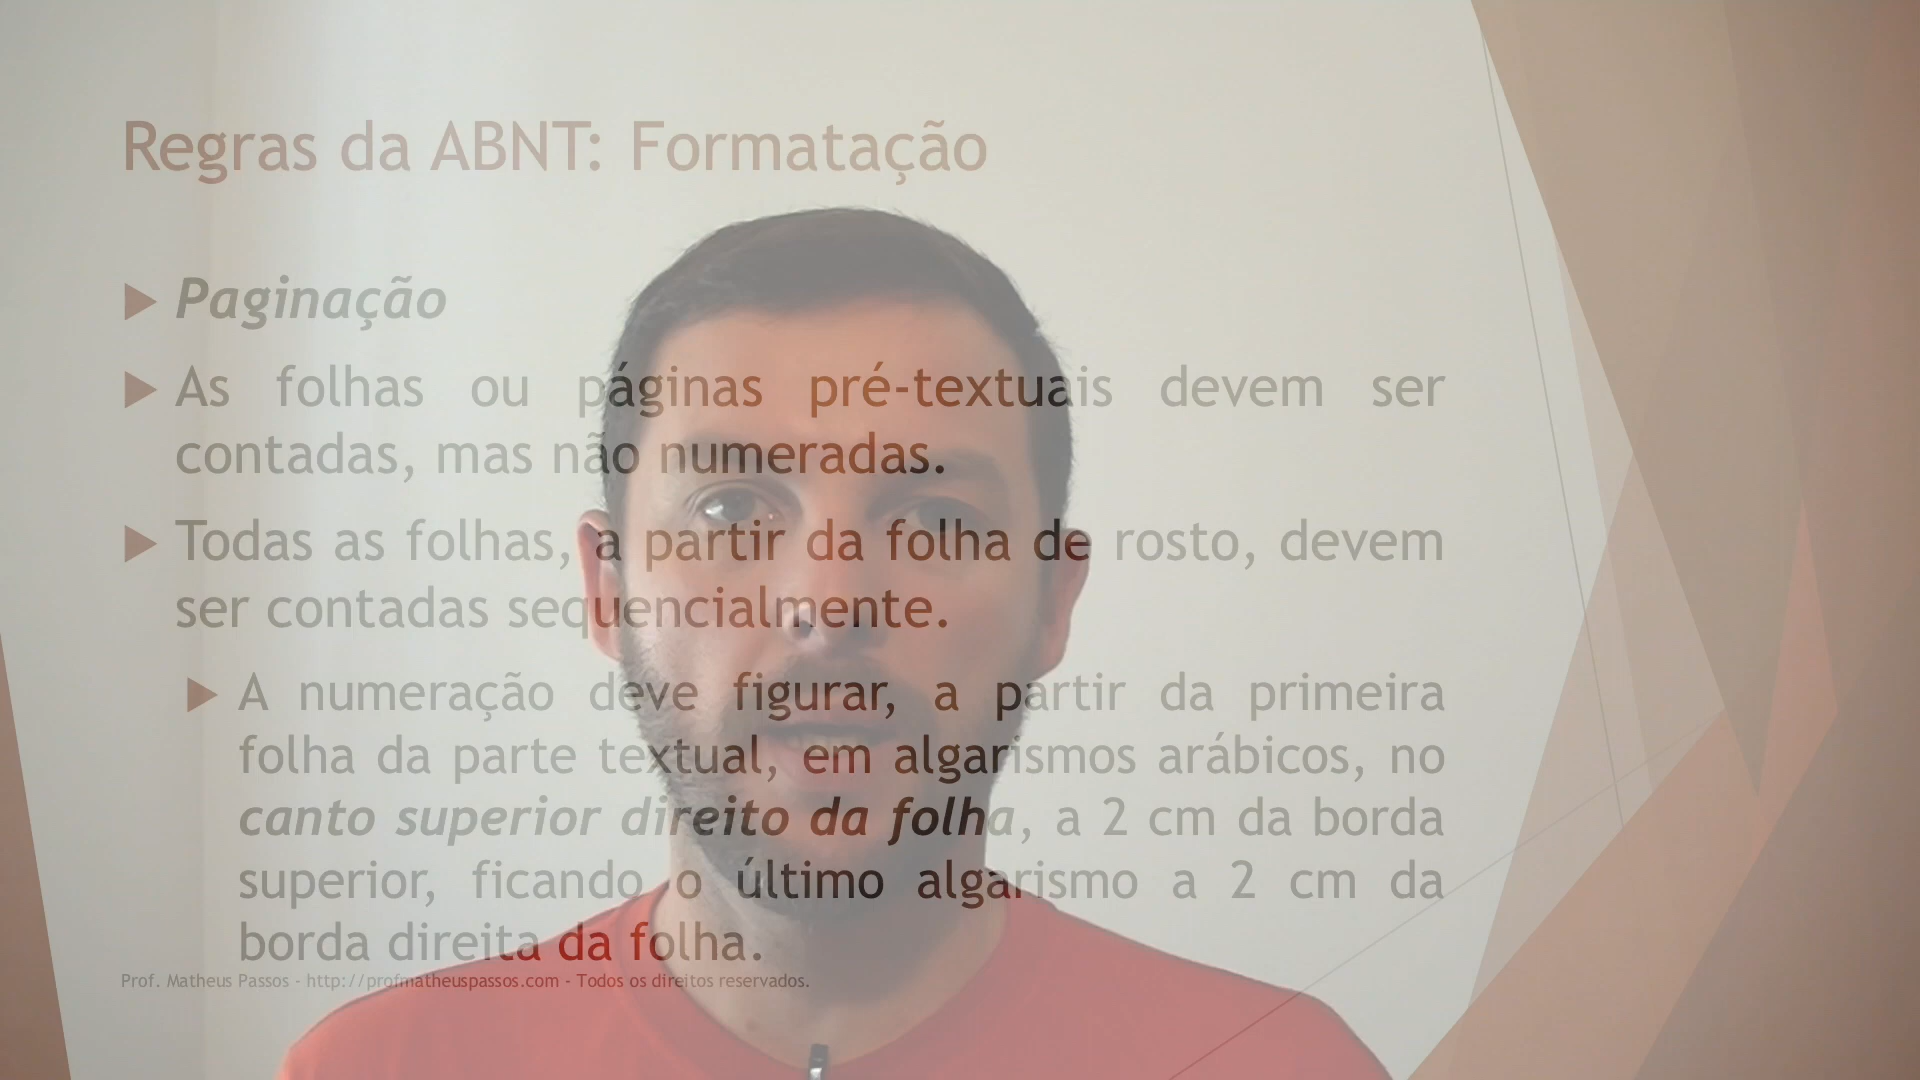 Regras da ABNT: Formatação
Paginação
As folhas ou páginas pré-textuais devem ser
contadas, mas não numeradas.
Todas as folhas, a partir da folha de rosto, devem
ser contadas sequencialmente.
A numeração deve figurar, a partir da primeira
folha da parte textual, em algarismos arábicos, no
canto superior direito da folha, a 2 cm da borda
superior, ficando o último algarismo a 2 cm da
borda direita da folha.
Prof. Matheus Passos - http://profmatheuspassos.com - Todos os direitos reservados.